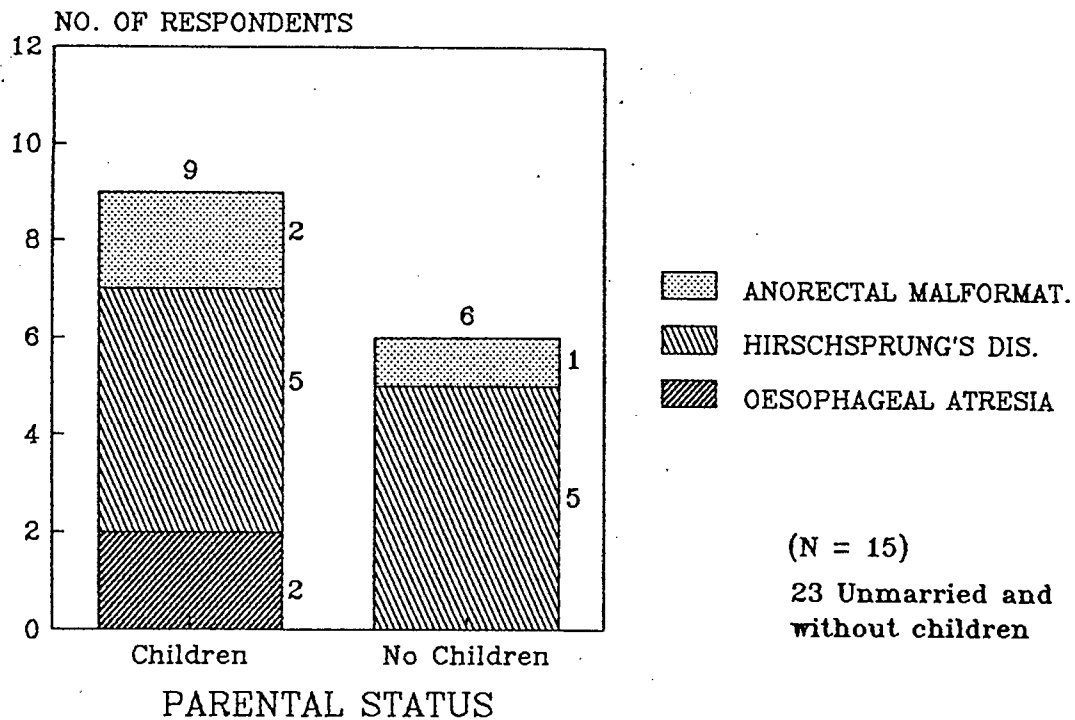 NO. OF RESPONDENTS
12
10
8
6
4
2
0
9
2
5
2
6
1
5
Children
No Children
PARENTAL STATUS
ANORECTAL MALFORMAT.
HIRSCHSPRUNG'S DIS.
OESOPHAGEAL ATRESIA
(N = 15)
23 Unmarried and
without children